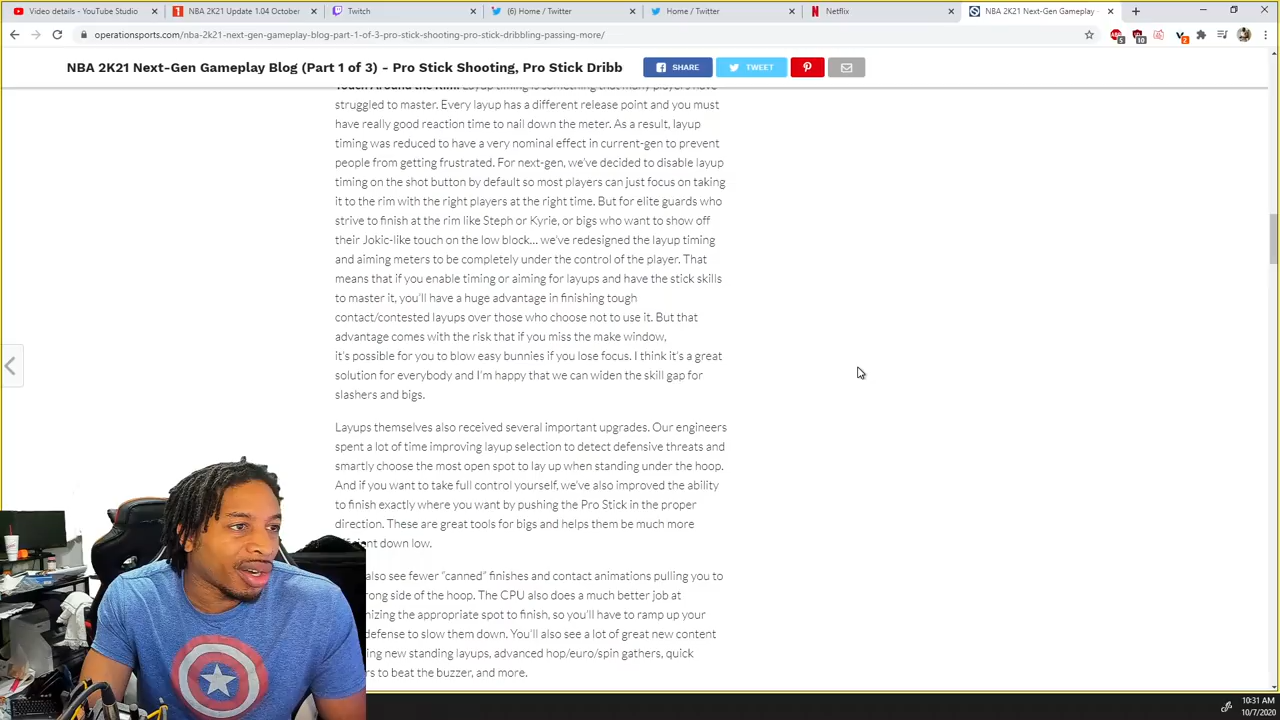 Video details - YouTube Studio
NBA 2K21 Update 1.04 October
Twitch
(6) Home / Twitter
Home / Twitter
Netflix
NBA 2K21 Next-Gen Gameplay
operationsports.com/nba-2k21-next-gen-gameplay-blog-part-1-of-3-pro-stick-shooting-pro-stick-dribbling-passing-more/
NBA 2K21 Next-Gen Gameplay Blog (Part 1 of 3) - Pro Stick Shooting, Pro Stick Dribb
SHARE
TWEET
Touch Around the Rim: Layup timing is something that many players have
struggled to master. Every layup has a different release point and you must
have really good reaction time to nail down the meter. As a result, layup
timing was reduced to have a very nominal effect in current-gen to prevent
people from getting frustrated. For next-gen, we've decided to disable layup
timing on the shot button by default so most players can just focus on taking
it to the rim with the right players at the right time. But for elite guards who
strive to finish at the rim like Steph or Kyrie, or bigs who want to show off
their Jokic-like touch on the low block... we've redesigned the layup timing
and aiming meters to be completely under the control of the player. That
means that if you enable timing or aiming for layups and have the stick skills
to master it, you'll have a huge advantage in finishing tough
contact/contested layups over those who choose not to use it. But that
advantage comes with the risk that if you miss the make window,
it's possible for you to blow easy bunnies if you lose focus. I think it's a great
solution for everybody and I'm happy that we can widen the skill gap for
slashers and bigs.
Layups themselves also received several important upgrades. Our engineers
spent a lot of time improving layup selection to detect defensive threats and
smartly choose the most open spot to lay up when standing under the hoop.
And if you want to take full control yourself, we've also improved the ability
to finish exactly where you want by pushing the Pro Stick in the proper
direction. These are great tools for bigs and helps them be much more
down low.
also see fewer "canned" finishes and contact animations pulling you to
side of the hoop. The CPU also does a much better job at
the appropriate spot to finish, so you'll have to ramp up your
defense to slow them down. You'll also see a lot of great new content
new standing layups, advanced hop/euro/spin gathers, quick
to beat the buzzer, and more.
10:31 AM
10/7/2020